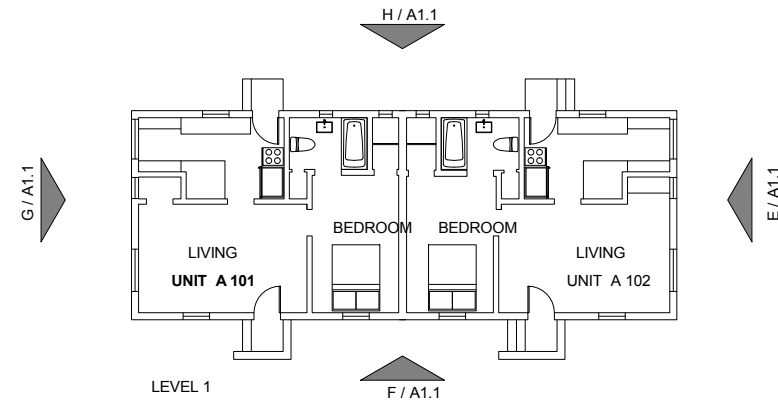 H / A1.1
G / A1.1
E / A1.1
BEDROOM BEDROOM
LIVING LIVING
UNIT A 101 UNIT A 102
LEVEL 1
F / A1.1